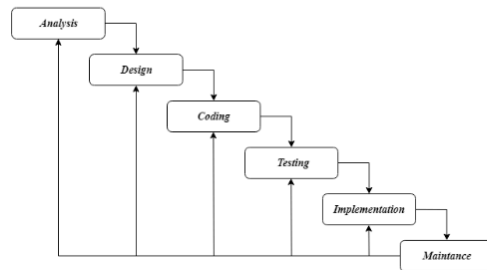 Analysis
Design
Coding
Testing
Implementation
Maintance